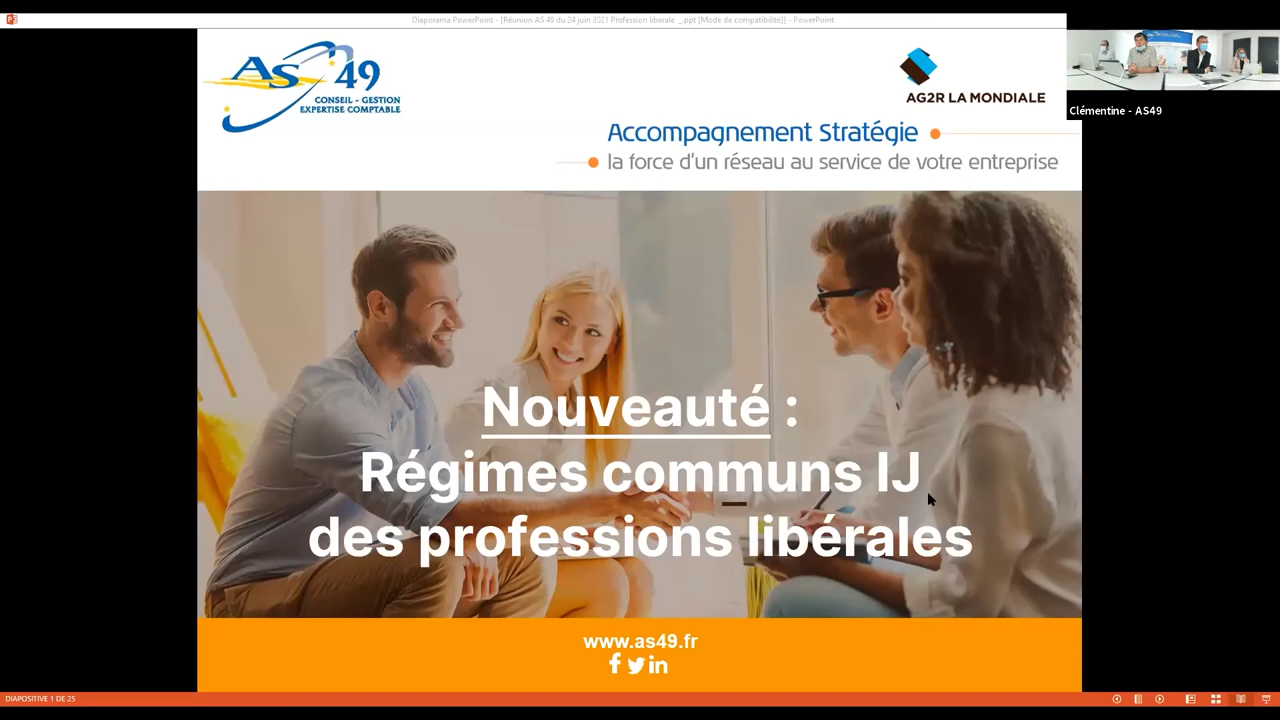 Diaporama PowerPoint - [Réunion AS 49 du 24 juin 2021 Profession liberale _.ppt [Mode de compatibilité]] - PowerPoint
AS 49
CONSEIL - GESTION
EXPERTISE COMPTABLE
AG2R LA MONDIALE
Clémentine - AS49
Accompagnement Stratégie
la force d'un réseau au service de votre entreprise
Nouveauté :
Régimes communs IJ
des professions libérales
www.as49.fr
DIAPOSITIVE 1 DE 25